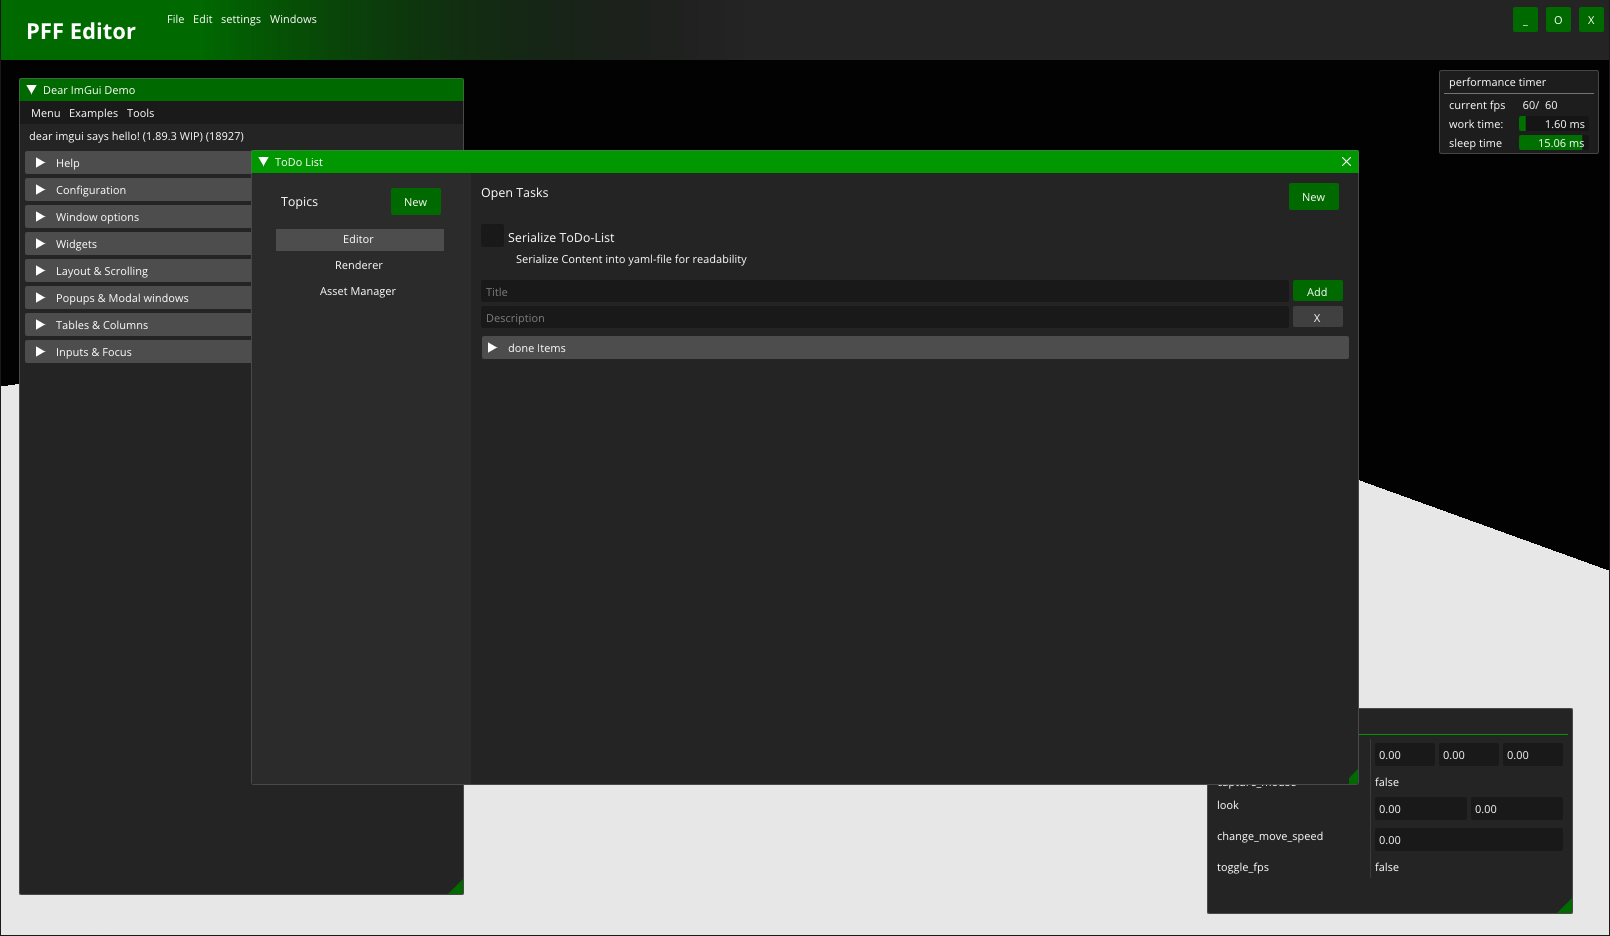 PFF Editor
File Edit settings Windows
_ O X
performance timer
current fps 60/ 60
work time: 1.60 ms
sleep time 15.06 ms
Dear ImGui Demo
Menu Examples Tools
dear imgui says hello! (1.89.3 WIP) (18927)
Help
Configuration
Window options
Widgets
Layout & Scrolling
Popups & Modal windows
Tables & Columns
Inputs & Focus
ToDo List
Topics New
Editor
Renderer
Asset Manager
Open Tasks New
Serialize ToDo-List
Serialize Content into yaml-file for readability
Title Add
Description X
done Items
0.00 0.00 0.00
capture_mouse false
look 0.00 0.00
change_move_speed 0.00
toggle_fps false